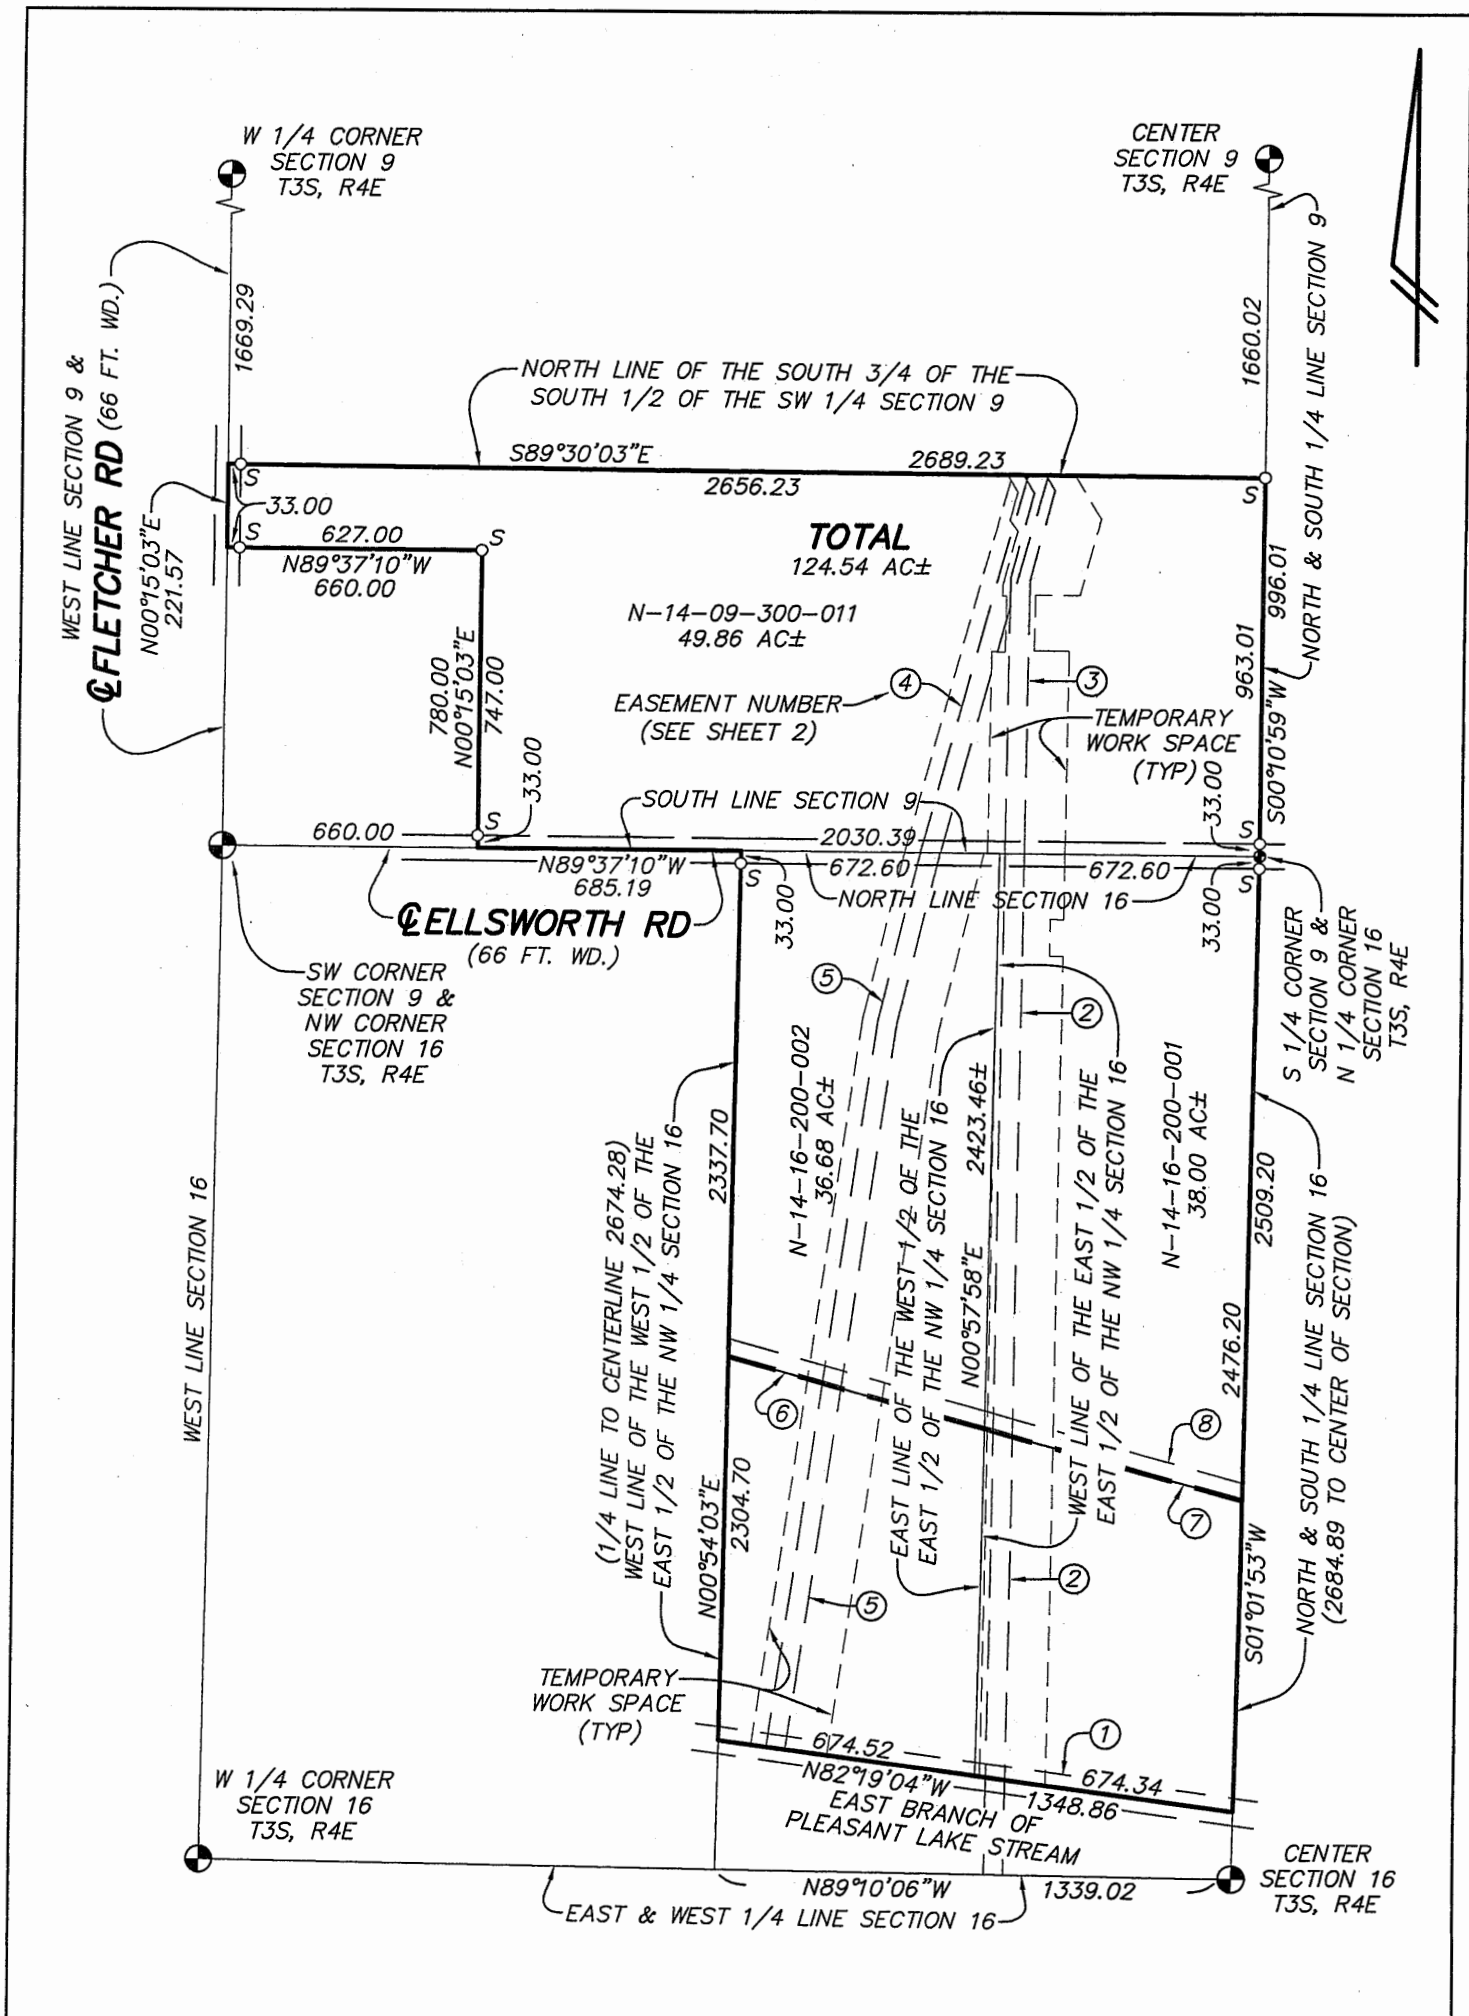 W 1/4 CORNER
SECTION 9
T3S, R4E
CENTER
SECTION 9
T3S, R4E
WEST LINE SECTION 9 &
℄ FLETCHER RD (66 FT. WD.)
1669.29
1660.02
NORTH & SOUTH 1/4 LINE SECTION 9
NORTH LINE OF THE SOUTH 3/4 OF THE
SOUTH 1/2 OF THE SW 1/4 SECTION 9
S89°30'03"E
2689.23
2656.23
S
S
33.00
S
627.00
N89°37'10"W
660.00
S
N00°15'03"E
221.57
TOTAL
124.54 AC±
N-14-09-300-011
49.86 AC±
996.01
963.01
S00°10'59"W
780.00
N00°15'03"E
747.00
EASEMENT NUMBER
(SEE SHEET 2)
4
3
TEMPORARY
WORK SPACE
(TYP)
33.00
33.00
SOUTH LINE SECTION 9
660.00
S
2030.39
S
N89°37'10"W
685.19
672.60
672.60
S
S
NORTH LINE SECTION 16
33.00
33.00
℄ ELLSWORTH RD
(66 FT. WD.)
SW CORNER
SECTION 9 &
NW CORNER
SECTION 16
T3S, R4E
S 1/4 CORNER
SECTION 9 &
N 1/4 CORNER
SECTION 16
T3S, R4E
5
2
N-14-16-200-002
36.68 AC±
N-14-16-200-001
38.00 AC±
2423.46±
N00°57'58"E
2337.70
2304.70
N00°54'03"E
(1/4 LINE TO CENTERLINE 2674.28)
WEST LINE OF THE WEST 1/2 OF THE
EAST 1/2 OF THE NW 1/4 SECTION 16
EAST LINE OF THE WEST 1/2 OF THE
EAST 1/2 OF THE NW 1/4 SECTION 16
WEST LINE OF THE EAST 1/2 OF THE
EAST 1/2 OF THE NW 1/4 SECTION 16
2509.20
2476.20
S01°01'53"W
NORTH & SOUTH 1/4 LINE SECTION 16
(2684.89 TO CENTER OF SECTION)
WEST LINE SECTION 16
6
8
7
2
5
TEMPORARY
WORK SPACE
(TYP)
1
674.52
674.34
N82°19'04"W
1348.86
EAST BRANCH OF
PLEASANT LAKE STREAM
W 1/4 CORNER
SECTION 16
T3S, R4E
CENTER
SECTION 16
T3S, R4E
N89°10'06"W
1339.02
EAST & WEST 1/4 LINE SECTION 16